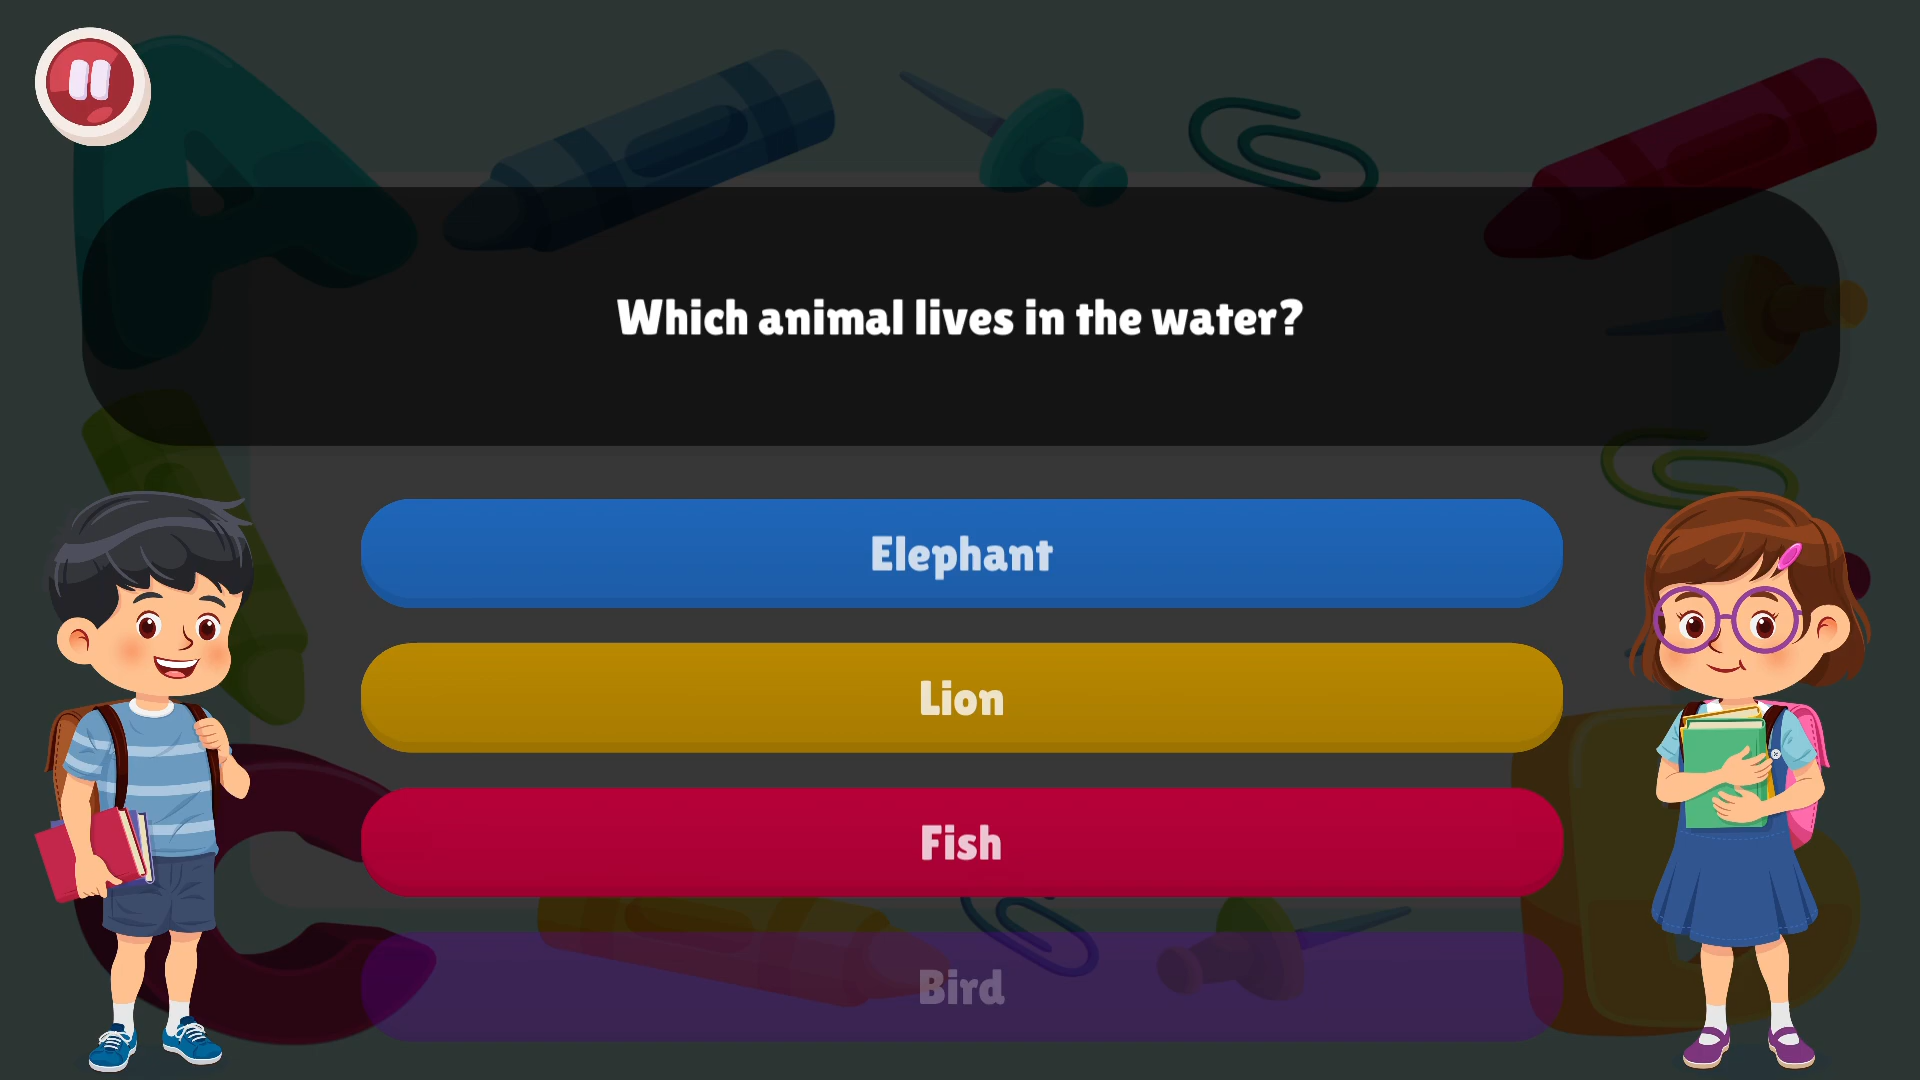 Which animal lives in the water?
Elephant
Lion
Fish
Bird